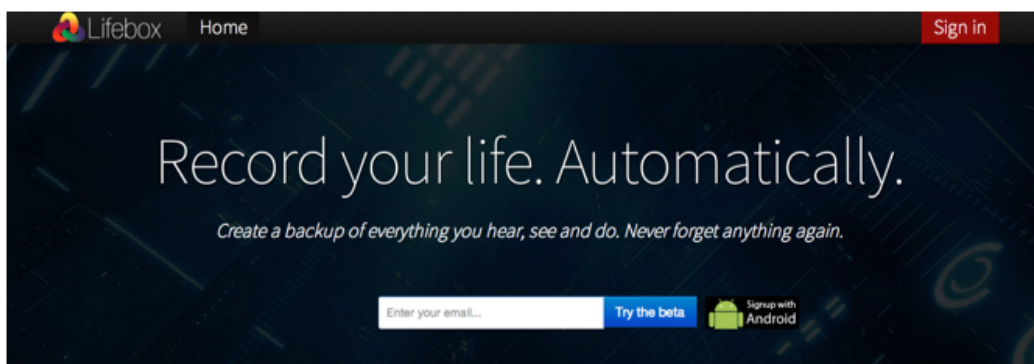 Lifebox Home Sign in
Record your life. Automatically.
Create a backup of everything you hear, see and do. Never forget anything again.
Enter your email... Try the beta Signup with
Android